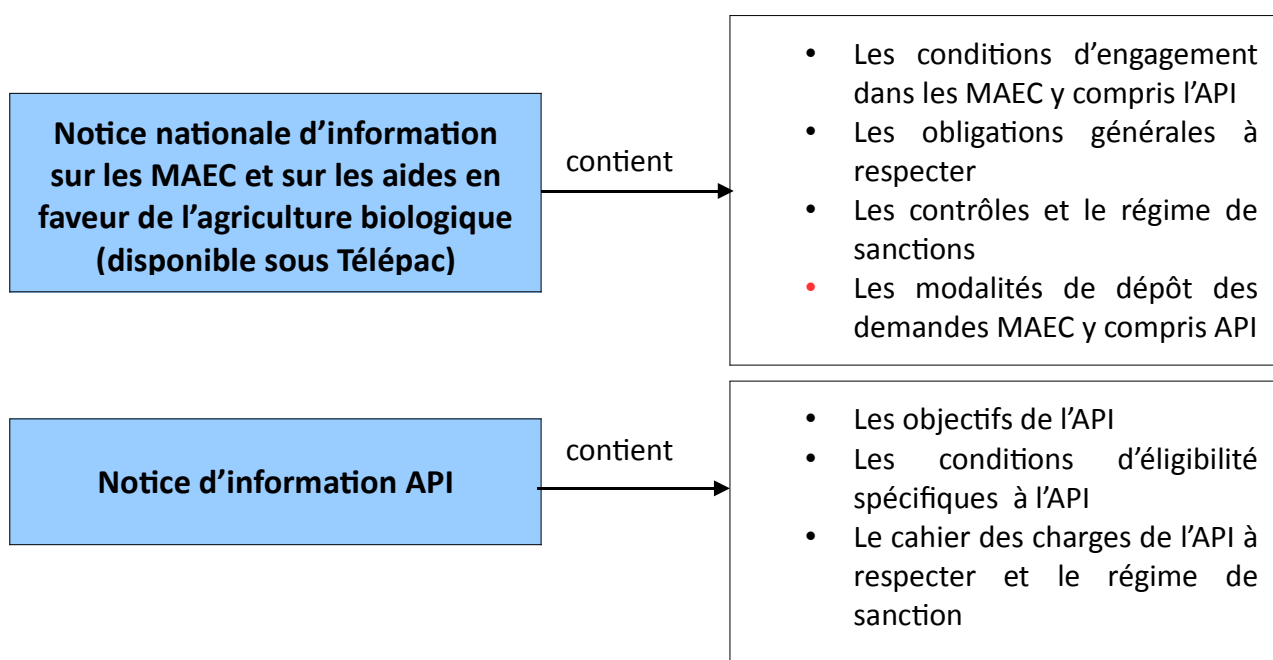 Notice nationale d'information
sur les MAEC et sur les aides en
faveur de l'agriculture biologique
(disponible sous Télépac)
contient
• Les conditions d'engagement
dans les MAEC y compris l'API
• Les obligations générales à
respecter
• Les contrôles et le régime de
sanctions
• Les modalités de dépôt des
demandes MAEC y compris API
Notice d'information API
contient
• Les objectifs de l'API
• Les conditions d'éligibilité
spécifiques à l'API
• Le cahier des charges de l'API à
respecter et le régime de
sanction